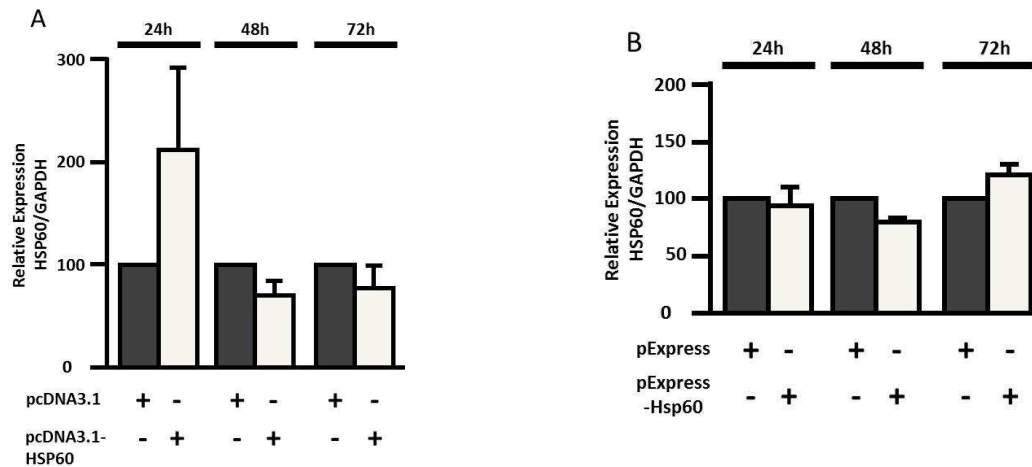 A
24h 48h 72h
Relative Expression
HSP60/GAPDH
300
200
100
0
pcDNA3.1 + - + - + -
pcDNA3.1-
HSP60 - + - + - +
B
24h 48h 72h
Relative Expression
HSP60/GAPDH
200
150
100
50
0
pExpress + - + - + -
pExpress
-Hsp60 - + - + - +